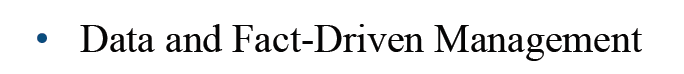 • Data and Fact-Driven Management